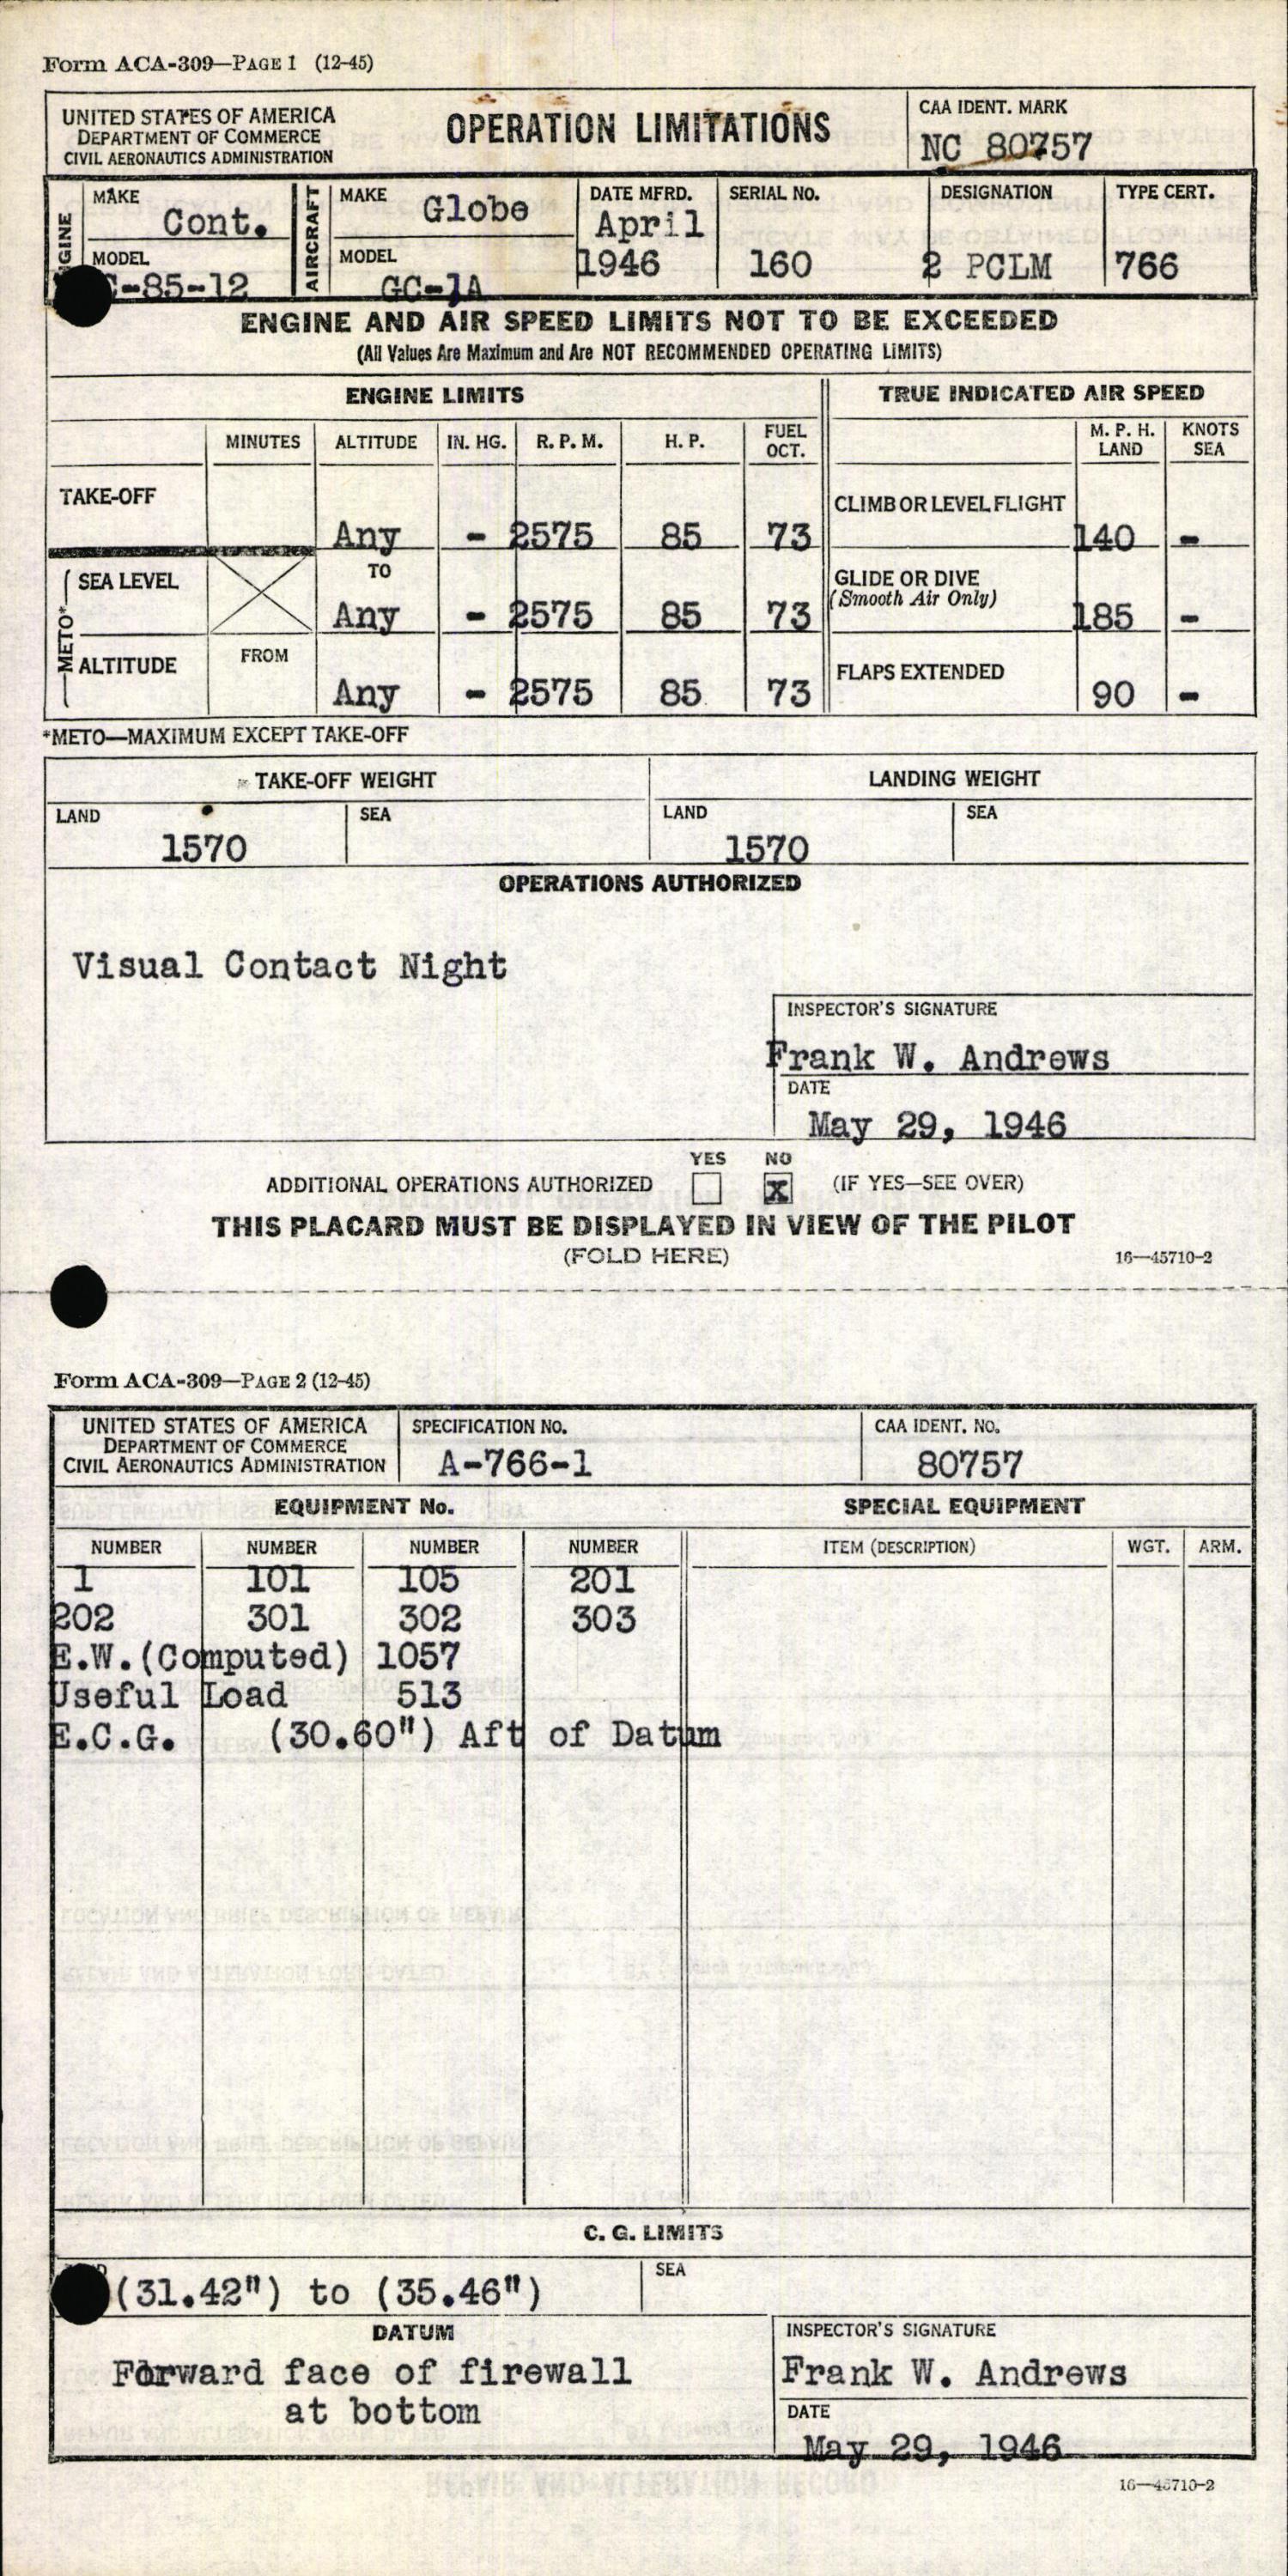 Form ACA-309—PAGE 1 (12-45)
UNITED STATES OF AMERICA
DEPARTMENT OF COMMERCE
CIVIL AERONAUTICS ADMINISTRATION
OPERATION LIMITATIONS
CAA IDENT. MARK
NC 80757
MAKE
Cont.
MODEL
C-85-12
AIRCRAFT
MAKE
Globe
MODEL
GC-1A
DATE MFRD.
April
1946
SERIAL NO.
160
DESIGNATION
2 PCLM
TYPE CERT.
766
ENGINE AND AIR SPEED LIMITS NOT TO BE EXCEEDED
(All Values Are Maximum and Are NOT RECOMMENDED OPERATING LIMITS)
ENGINE LIMITS TRUE INDICATED AIR SPEED
MINUTES ALTITUDE IN. HG. R. P. M. H. P. FUEL OCT. M. P. H. LAND KNOTS SEA
TAKE-OFF Any - 2575 85 73 CLIMB OR LEVEL FLIGHT 140 -
TO
METO* SEA LEVEL Any - 2575 85 73 GLIDE OR DIVE (Smooth Air Only) 185 -
ALTITUDE FROM Any - 2575 85 73 FLAPS EXTENDED 90 -
*METO—MAXIMUM EXCEPT TAKE-OFF
TAKE-OFF WEIGHT LANDING WEIGHT
LAND SEA LAND SEA
1570 1570
OPERATIONS AUTHORIZED
Visual Contact Night
INSPECTOR'S SIGNATURE
Frank W. Andrews
DATE
May 29, 1946
YES NO
ADDITIONAL OPERATIONS AUTHORIZED X (IF YES—SEE OVER)
THIS PLACARD MUST BE DISPLAYED IN VIEW OF THE PILOT
(FOLD HERE) 16—45710-2
Form ACA-309—PAGE 2 (12-45)
UNITED STATES OF AMERICA
DEPARTMENT OF COMMERCE
CIVIL AERONAUTICS ADMINISTRATION
SPECIFICATION NO.
A-766-1
CAA IDENT. NO.
80757
EQUIPMENT No. SPECIAL EQUIPMENT
NUMBER NUMBER NUMBER NUMBER ITEM (DESCRIPTION) WGT. ARM.
1 101 105 201
202 301 302 303
E.W.(Computed) 1057
Useful Load 513
E.C.G. (30.60") Aft of Datum
C. G. LIMITS
SEA
(31.42") to (35.46")
DATUM
Forward face of firewall
at bottom
INSPECTOR'S SIGNATURE
Frank W. Andrews
DATE
May 29, 1946
16—45710-2